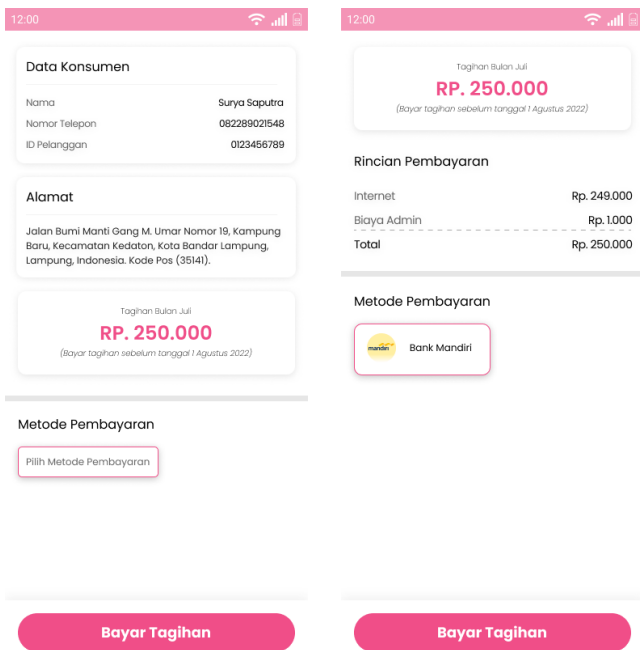 12:00
Data Konsumen
Nama Surya Saputra
Nomor Telepon 082289021548
ID Pelanggan 0123456789
Alamat
Jalan Bumi Manti Gang M. Umar Nomor 19, Kampung
Baru, Kecamatan Kedaton, Kota Bandar Lampung,
Lampung, Indonesia. Kode Pos (35141).
Tagihan Bulan Juli
RP. 250.000
(Bayar tagihan sebelum tanggal 1 Agustus 2022)
Metode Pembayaran
Pilih Metode Pembayaran
Bayar Tagihan
12:00
Tagihan Bulan Juli
RP. 250.000
(Bayar tagihan sebelum tanggal 1 Agustus 2022)
Rincian Pembayaran
Internet Rp. 249.000
Biaya Admin Rp. 1.000
Total Rp. 250.000
Metode Pembayaran
mandiri Bank Mandiri
Bayar Tagihan